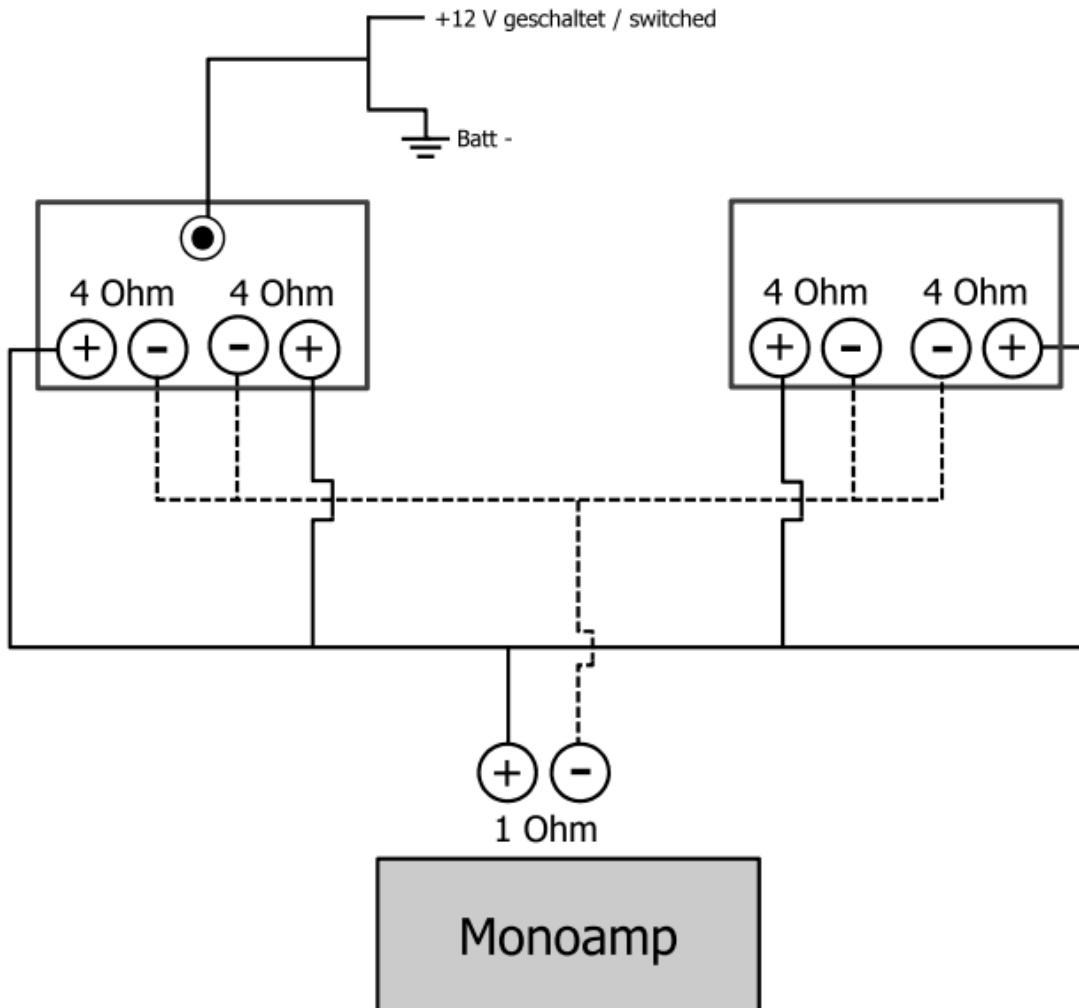 +12 V geschaltet / switched
Batt -
4 Ohm 4 Ohm
+ - - +
4 Ohm 4 Ohm
+ - - +
+ -
1 Ohm
Monoamp